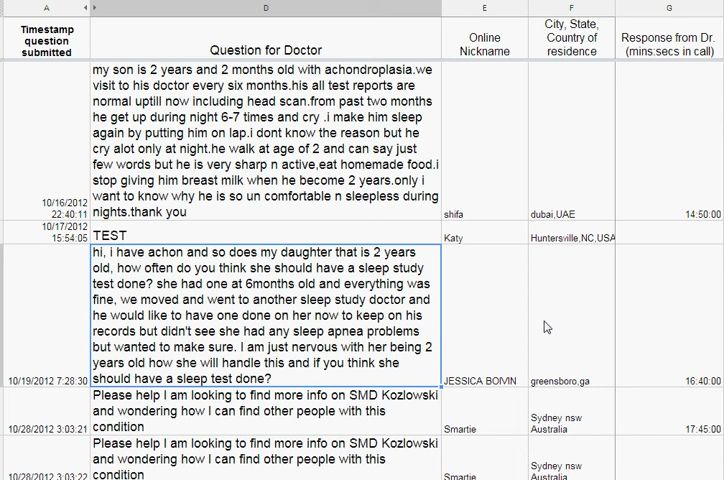 A D E F G
Timestamp
question
submitted
Question for Doctor
Online
Nickname
City, State,
Country of
residence
Response from Dr.
(mins:secs in call)
my son is 2 years and 2 months old with achondroplasia.we
visit to his doctor every six months.his all test reports are
normal uptill now including head scan.from past two months
he get up during night 6-7 times and cry .i make him sleep
again by putting him on lap.i dont know the reason but he
cry alot only at night.he walk at age of 2 and can say just
few words but he is very sharp n active,eat homemade food.i
stop giving him breast milk when he become 2 years.only i
want to know why he is so un comfortable n sleepless during
nights.thank you
10/16/2012
22:40:11
shifa
dubai,UAE
14:50:00
10/17/2012
15:54:05
TEST
Katy
Huntersville,NC,USA
hi, i have achon and so does my daughter that is 2 years
old, how often do you think she should have a sleep study
test done? she had one at 6months old and everything was
fine, we moved and went to another sleep study doctor and
he would like to have one done on her now to keep on his
records but didn't see she had any sleep apnea problems
but wanted to make sure. I am just nervous with her being 2
years old how she will handle this and if you think she
should have a sleep test done?
10/19/2012 7:28:30
JESSICA BOIVIN
greensboro,ga
16:40:00
Please help I am looking to find more info on SMD Kozlowski
and wondering how I can find other people with this
condition
10/28/2012 3:03:21
Smartie
Sydney nsw
Australia
17:45:00
Please help I am looking to find more info on SMD Kozlowski
and wondering how I can find other people with this
condition
10/28/2012 3:03:22
Smartie
Sydney nsw
Australia